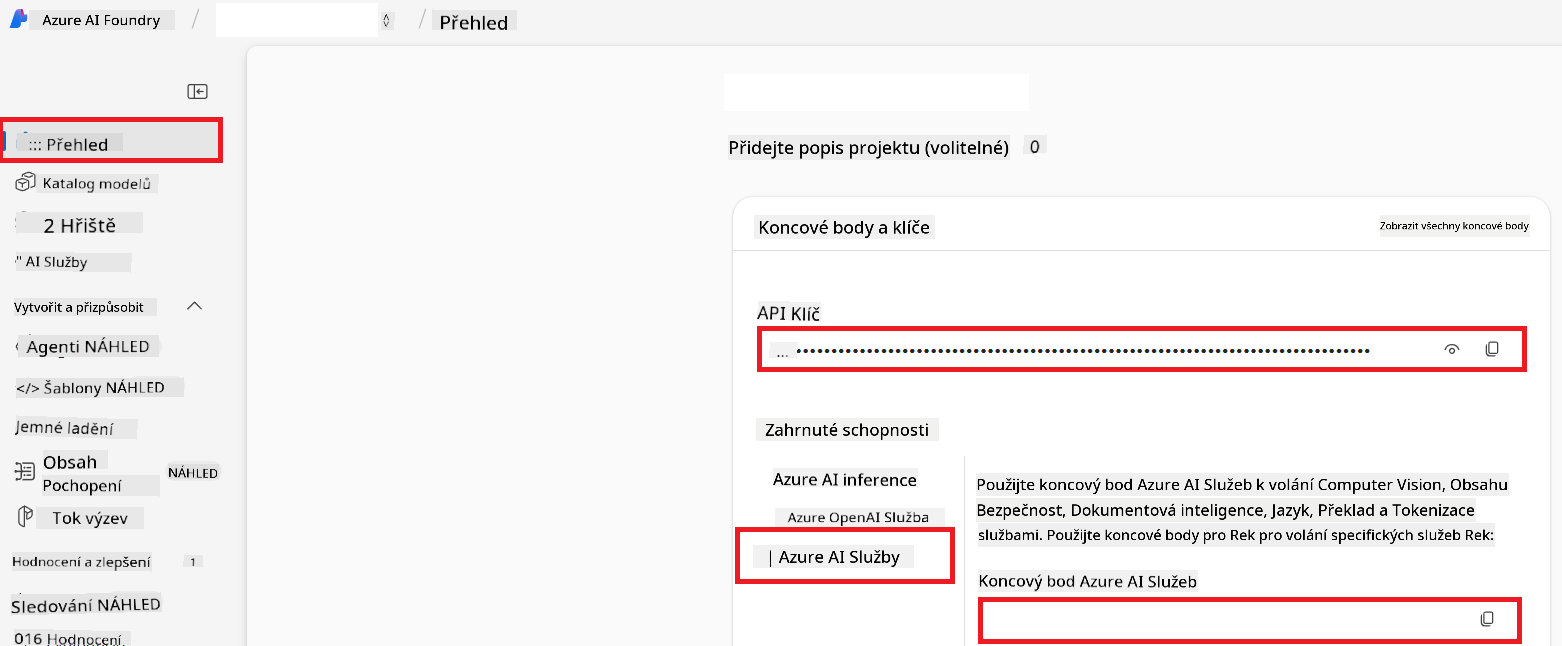 Azure AI Foundry / / Přehled
::: Přehled
Katalog modelů
2 Hřiště
" AI Služby
Vytvořit a přizpůsobit
Agenti NÁHLED
</> Šablony NÁHLED
Jemné ladění
Obsah
Pochopení
NÁHLED
Tok výzev
Hodnocení a zlepšení 1
Sledování NÁHLED
016 Hodnocení
Přidejte popis projektu (volitelné) 0
Koncové body a klíče
Zobrazit všechny koncové body
API Klíč
... ••••••••••••••••••••••••••••••••••••••••••••••••••••••••••••••••••••••••••••••••
Zahrnuté schopnosti
Azure AI inference
Azure OpenAI Služba
| Azure AI Služby
Použijte koncový bod Azure AI Služeb k volání Computer Vision, Obsahu
Bezpečnost, Dokumentová inteligence, Jazyk, Překlad a Tokenizace
službami. Použijte koncové body pro Rek pro volání specifických služeb Rek:
Koncový bod Azure AI Služeb